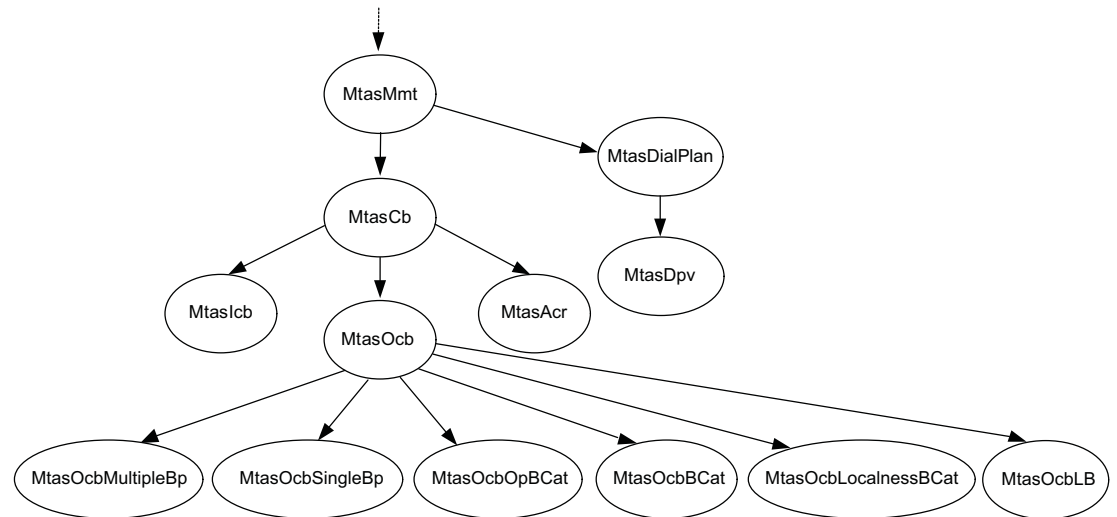 MtasMmt
MtasDialPlan
MtasCb
MtasDpv
MtasIcb
MtasAcr
MtasOcb
MtasOcbMultipleBp
MtasOcbSingleBp
MtasOcbOpBCat
MtasOcbBCat
MtasOcbLocalnessBCat
MtasOcbLB